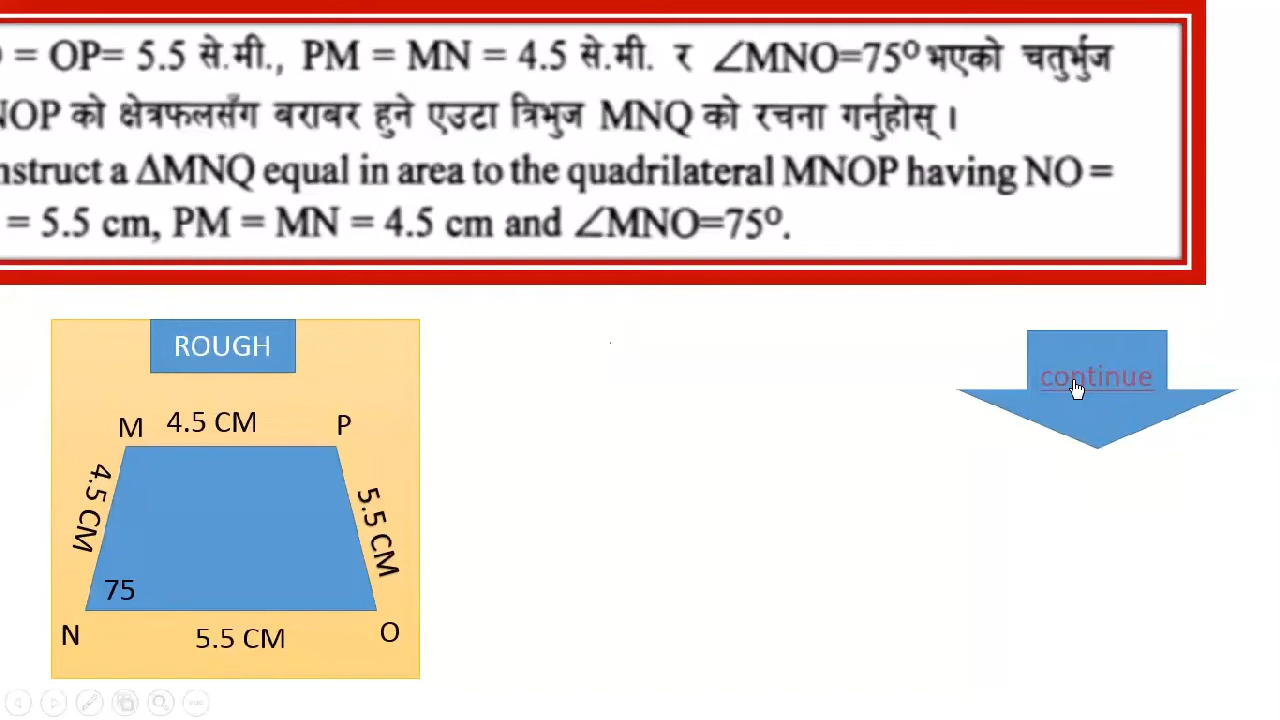 = OP= 5.5 से.मी., PM = MN = 4.5 से.मी. र ∠MNO=75⁰ भएको चतुर्भुज
NOP को क्षेत्रफलसँग बराबर हुने एउटा त्रिभुज MNQ को रचना गर्नुहोस् ।
nstruct a ΔMNQ equal in area to the quadrilateral MNOP having NO =
= 5.5 cm, PM = MN = 4.5 cm and ∠MNO=75⁰.
ROUGH
continue
M 4.5 CM P
4.5 CM
5.5 CM
75
N 5.5 CM O